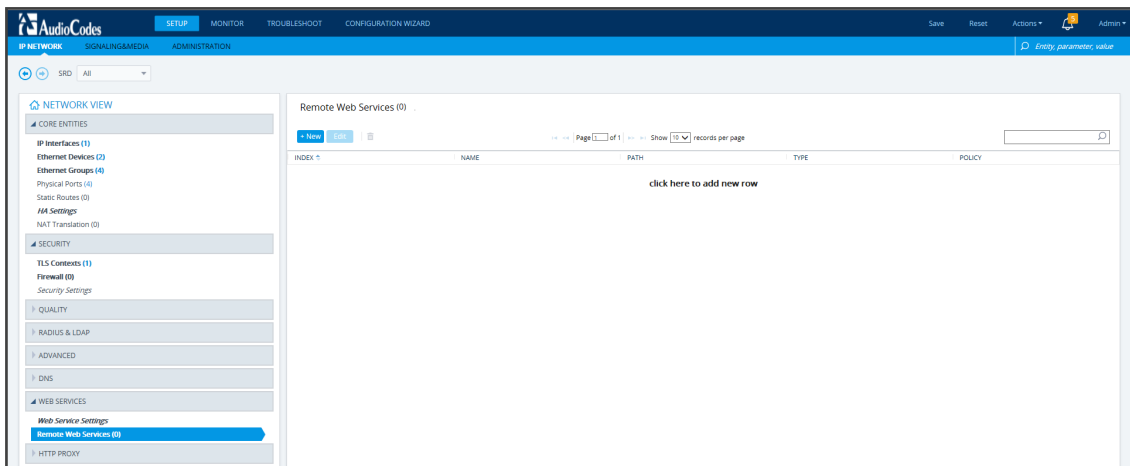 AudioCodes SETUP MONITOR TROUBLESHOOT CONFIGURATION WIZARD Save Reset Actions 5 Admin
IP NETWORK SIGNALING&MEDIA ADMINISTRATION Entity, parameter, value
SRD All
NETWORK VIEW
CORE ENTITIES
IP Interfaces (1)
Ethernet Devices (2)
Ethernet Groups (4)
Physical Ports (4)
Static Routes (0)
HA Settings
NAT Translation (0)
SECURITY
TLS Contexts (1)
Firewall (0)
Security Settings
QUALITY
RADIUS & LDAP
ADVANCED
DNS
WEB SERVICES
Web Service Settings
Remote Web Services (0)
HTTP PROXY
Remote Web Services (0)
+ New Edit Page 1 of 1 Show 10 records per page
INDEX NAME PATH TYPE POLICY
click here to add new row